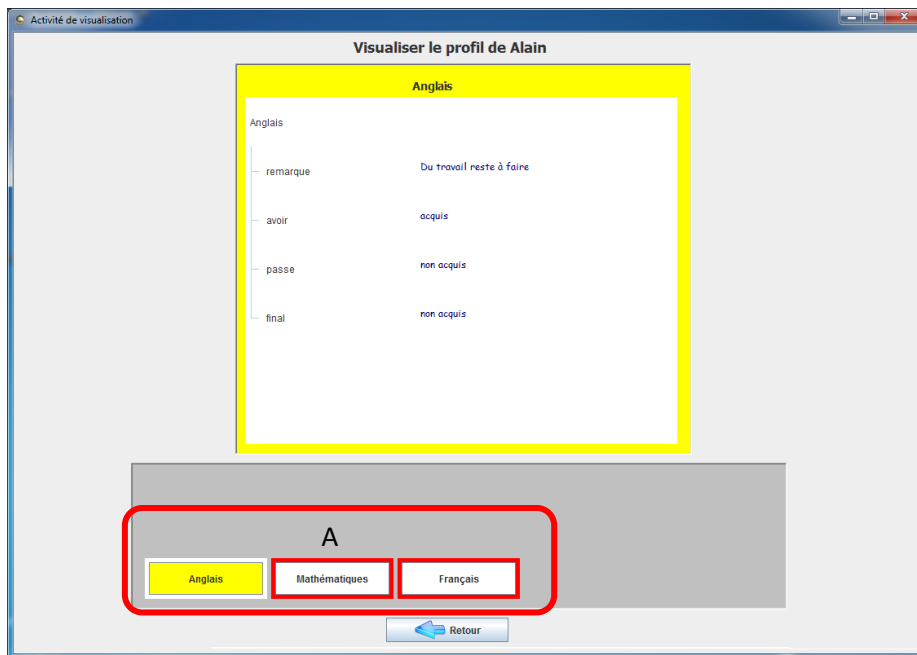 Activité de visualisation
Visualiser le profil de Alain
Anglais
Anglais
remarque Du travail reste à faire
avoir acquis
passe non acquis
final non acquis
A
Anglais Mathématiques Français
Retour